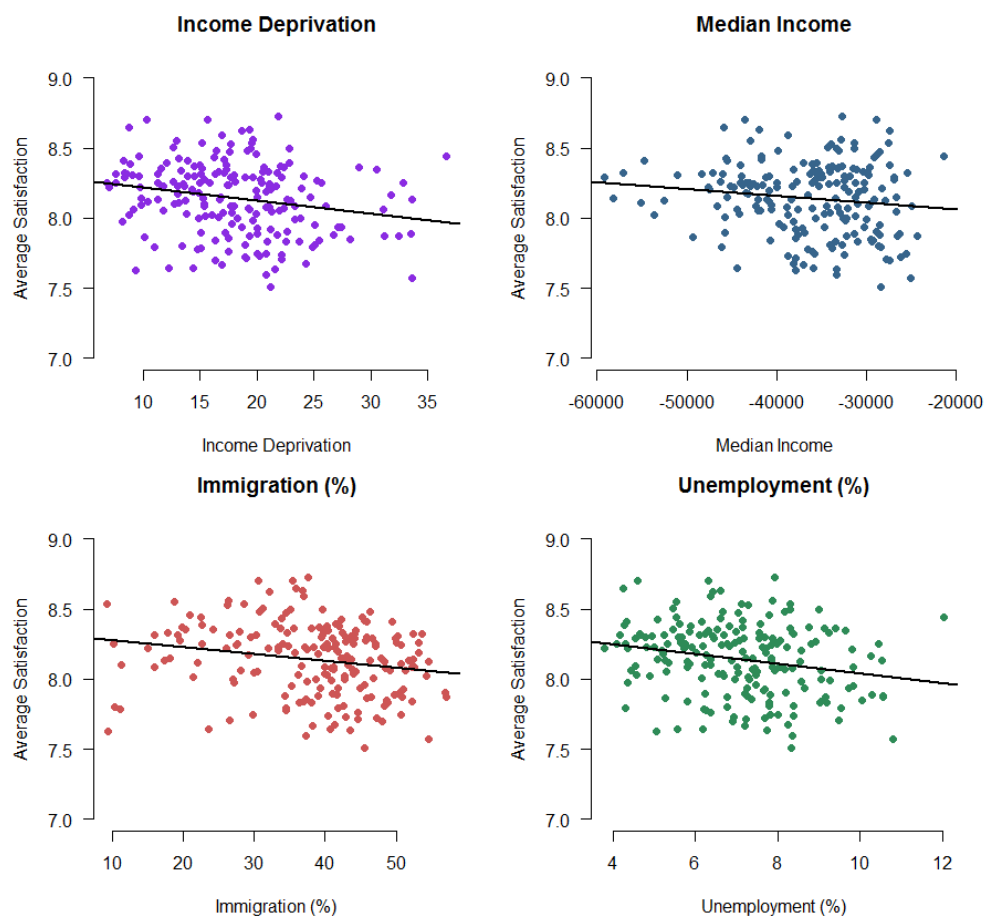 Income Deprivation
Average Satisfaction
9.0
8.5
8.0
7.5
7.0
10 15 20 25 30 35
Income Deprivation
Median Income
Average Satisfaction
9.0
8.5
8.0
7.5
7.0
-60000 -50000 -40000 -30000 -20000
Median Income
Immigration (%)
Average Satisfaction
9.0
8.5
8.0
7.5
7.0
10 20 30 40 50
Immigration (%)
Unemployment (%)
Average Satisfaction
9.0
8.5
8.0
7.5
7.0
4 6 8 10 12
Unemployment (%)